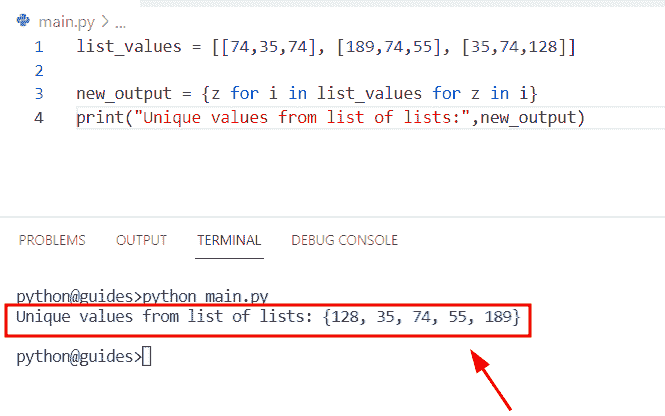 main.py > ...
1 list_values = [[74,35,74], [189,74,55], [35,74,128]]
2
3 new_output = {z for i in list_values for z in i}
4 print("Unique values from list of lists:",new_output)
PROBLEMS OUTPUT TERMINAL DEBUG CONSOLE
python@guides>python main.py
Unique values from list of lists: {128, 35, 74, 55, 189}
python@guides>